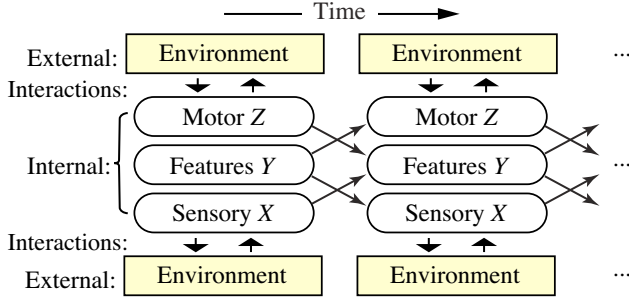 Time
External: Environment Environment ...
Interactions:
Motor Z Motor Z
Internal: Features Y Features Y ...
Sensory X Sensory X
Interactions:
External: Environment Environment ...